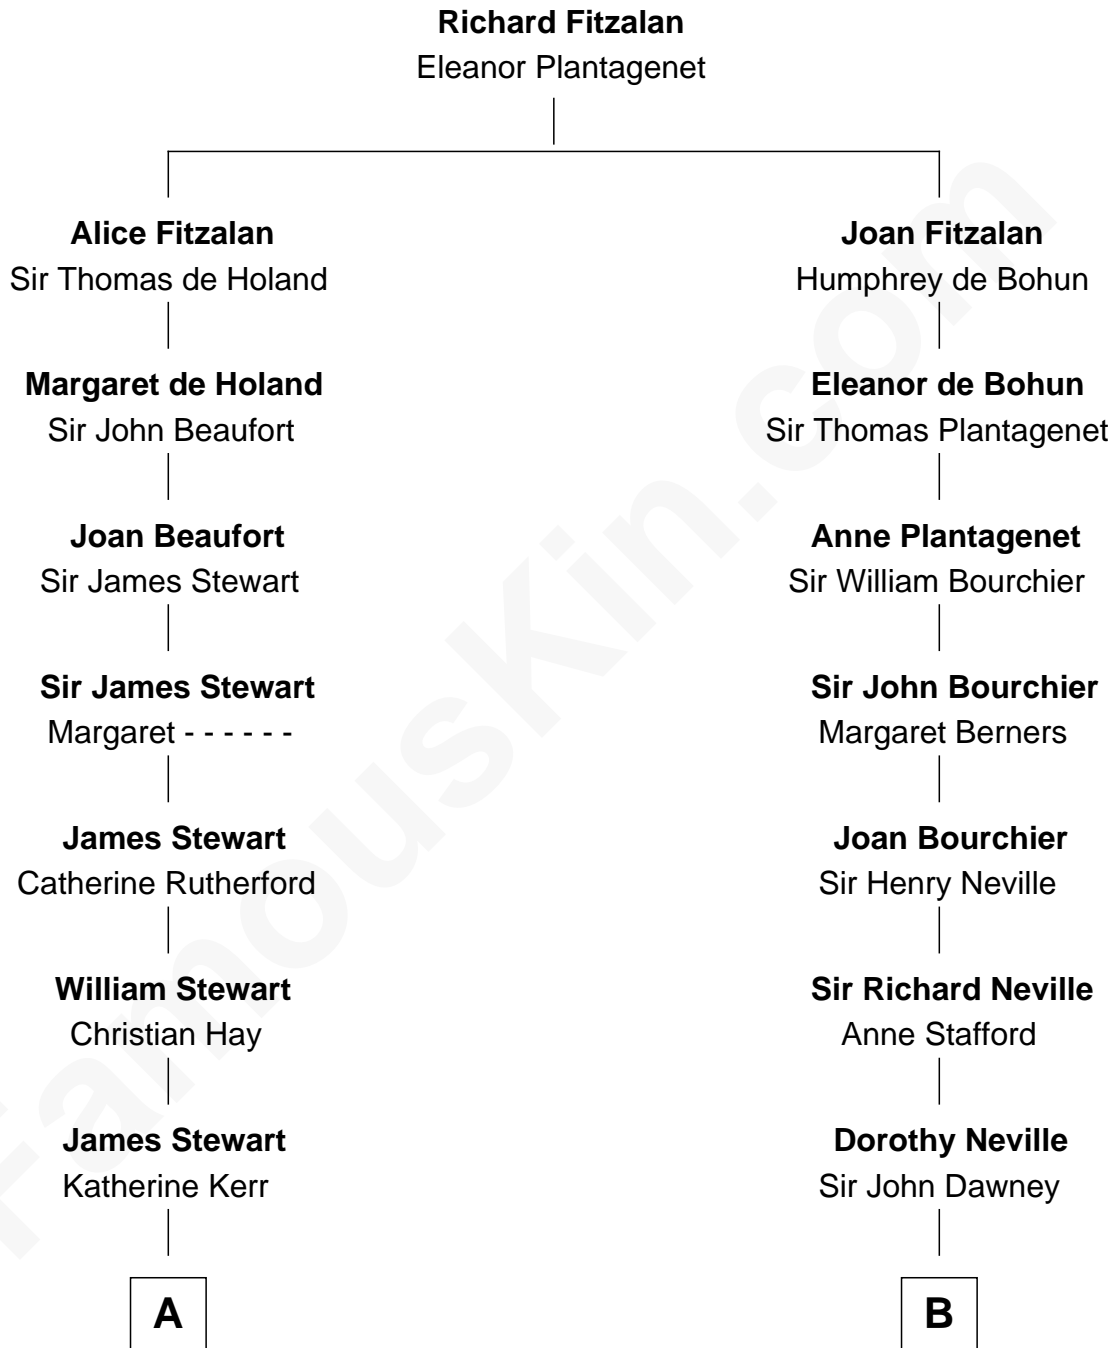 Richard Fitzalan
Eleanor Plantagenet
Alice Fitzalan
Sir Thomas de Holand
Joan Fitzalan
Humphrey de Bohun
Margaret de Holand
Sir John Beaufort
Eleanor de Bohun
Sir Thomas Plantagenet
Joan Beaufort
Sir James Stewart
Anne Plantagenet
Sir William Bourchier
Sir James Stewart
Margaret - - - - - -
Sir John Bourchier
Margaret Berners
James Stewart
Catherine Rutherford
Joan Bourchier
Sir Henry Neville
William Stewart
Christian Hay
Sir Richard Neville
Anne Stafford
James Stewart
Katherine Kerr
Dorothy Neville
Sir John Dawney
A
B
FamousKin.com